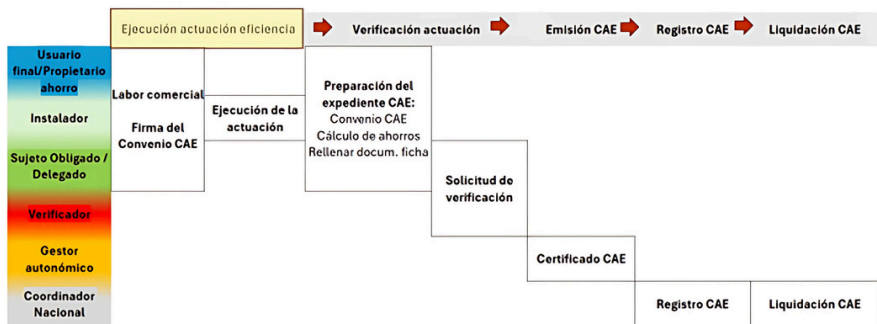 Ejecución actuación eficiencia
Verificación actuación
Emisión CAE
Registro CAE
Liquidación CAE
Usuario
final/Propietario
ahorro
Instalador
Sujeto Obligado /
Delegado
Verificador
Gestor
autonómico
Coordinador
Nacional
Labor comercial
Firma del
Convenio CAE
Ejecución de la
actuación
Preparación del
expediente CAE:
Convenio CAE
Cálculo de ahorros
Rellenar docum. ficha
Solicitud de
verificación
Certificado CAE
Registro CAE
Liquidación CAE